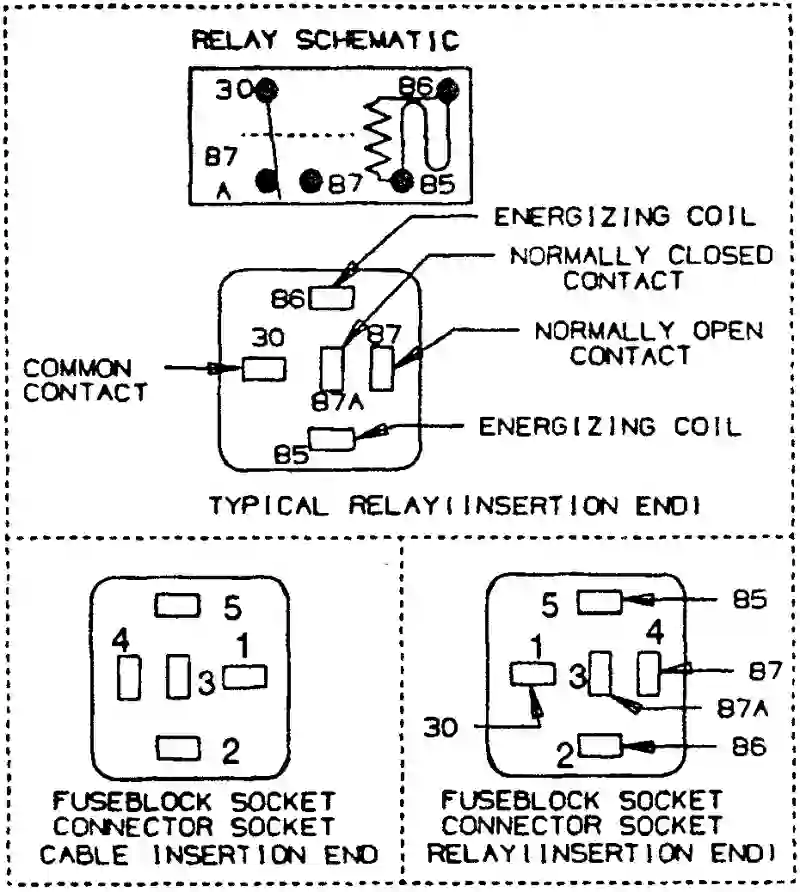 RELAY SCHEMATIC
30
86
87
A
87
85
ENERGIZING COIL
NORMALLY CLOSED
CONTACT
86
30
87
NORMALLY OPEN
CONTACT
COMMON
CONTACT
87A
85
ENERGIZING COIL
TYPICAL RELAY(INSERTION END)
5
4
1
3
2
FUSEBLOCK SOCKET
CONNECTOR SOCKET
CABLE INSERTION END
5
85
1
4
3
87
87A
30
2
86
FUSEBLOCK SOCKET
CONNECTOR SOCKET
RELAY(INSERTION END)